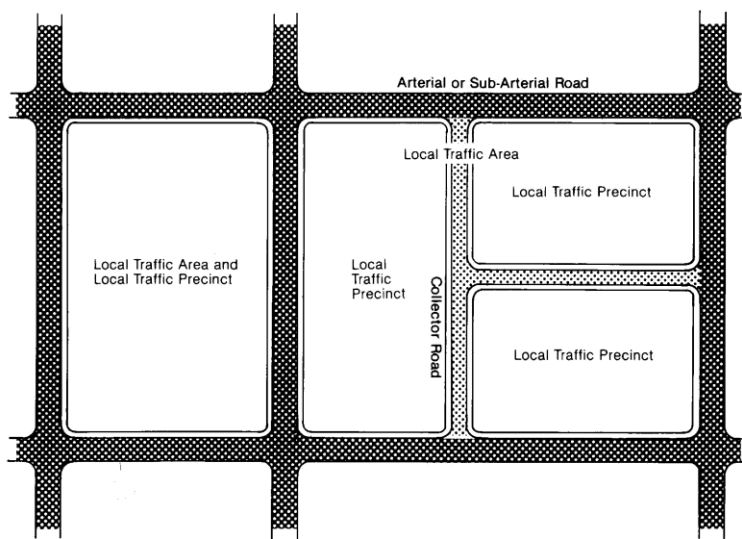 Arterial or Sub-Arterial Road
Local Traffic Area
Local Traffic Precinct
Local Traffic Area and
Local Traffic Precinct
Local
Traffic
Precinct
Collector Road
Local Traffic Precinct